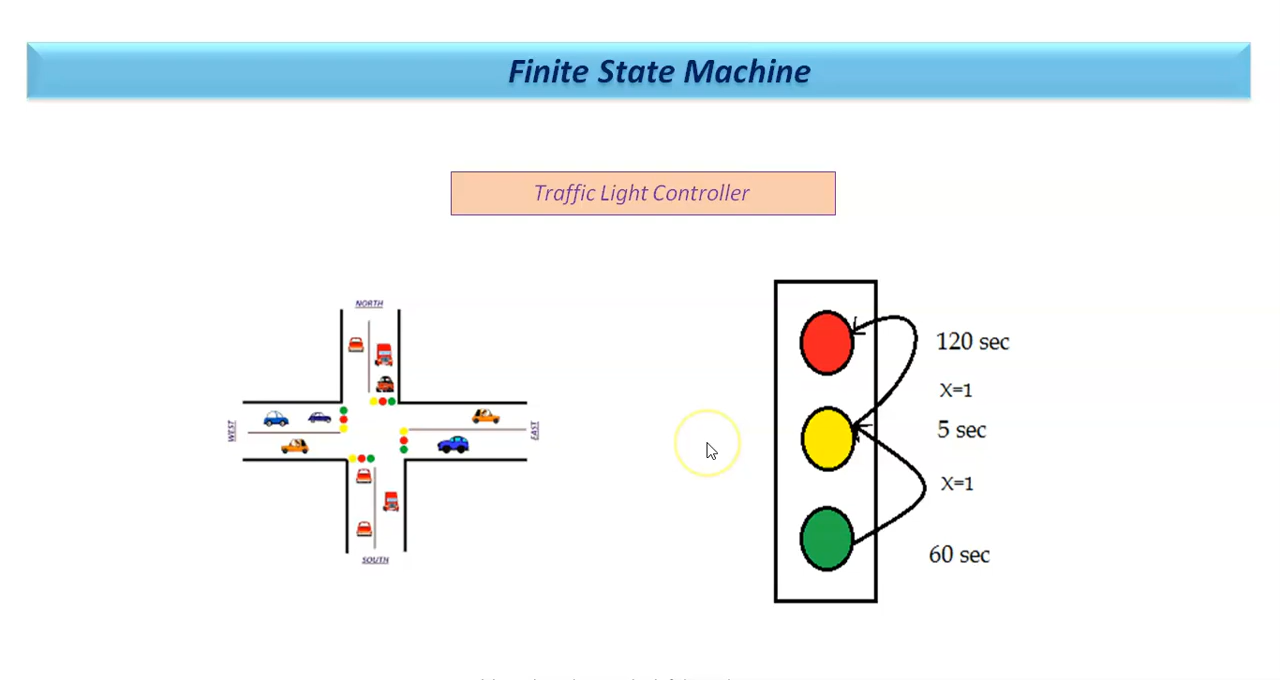 Finite State Machine
Traffic Light Controller
NORTH
WEST
EAST
SOUTH
120 sec
X=1
5 sec
X=1
60 sec